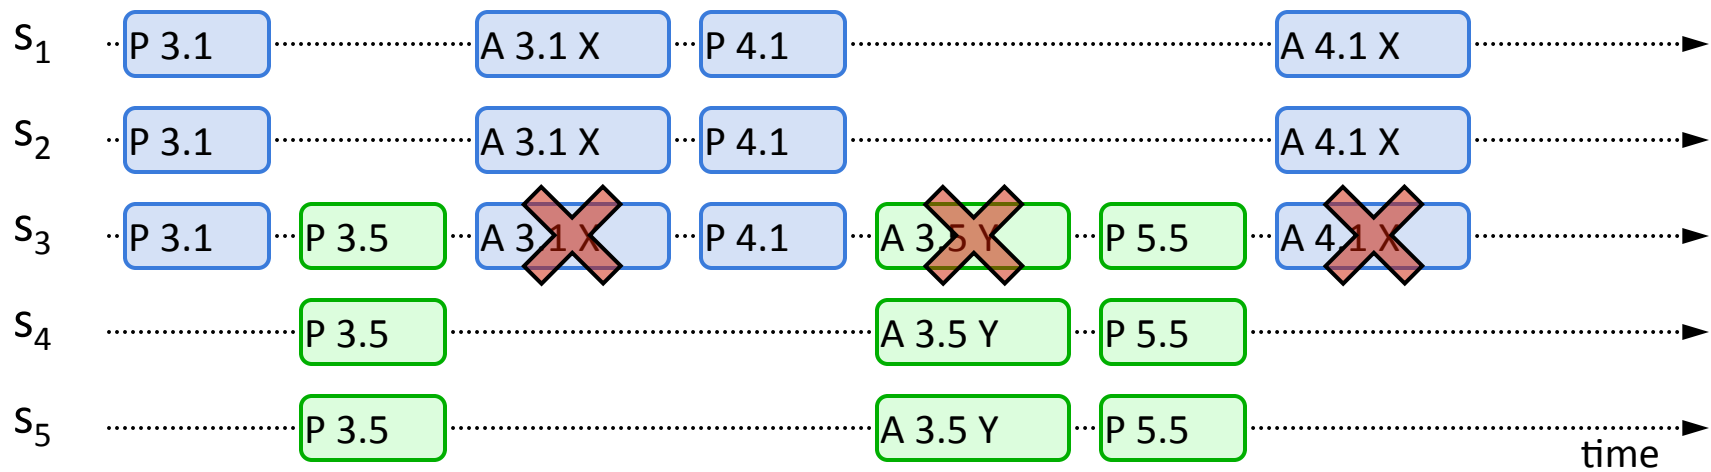 s1 P 3.1 A 3.1 X P 4.1 A 4.1 X
s2 P 3.1 A 3.1 X P 4.1 A 4.1 X
s3 P 3.1 P 3.5 A 3.1 X P 4.1 A 3.5 Y P 5.5 A 4.1 X
s4 P 3.5 A 3.5 Y P 5.5
s5 P 3.5 A 3.5 Y P 5.5
time